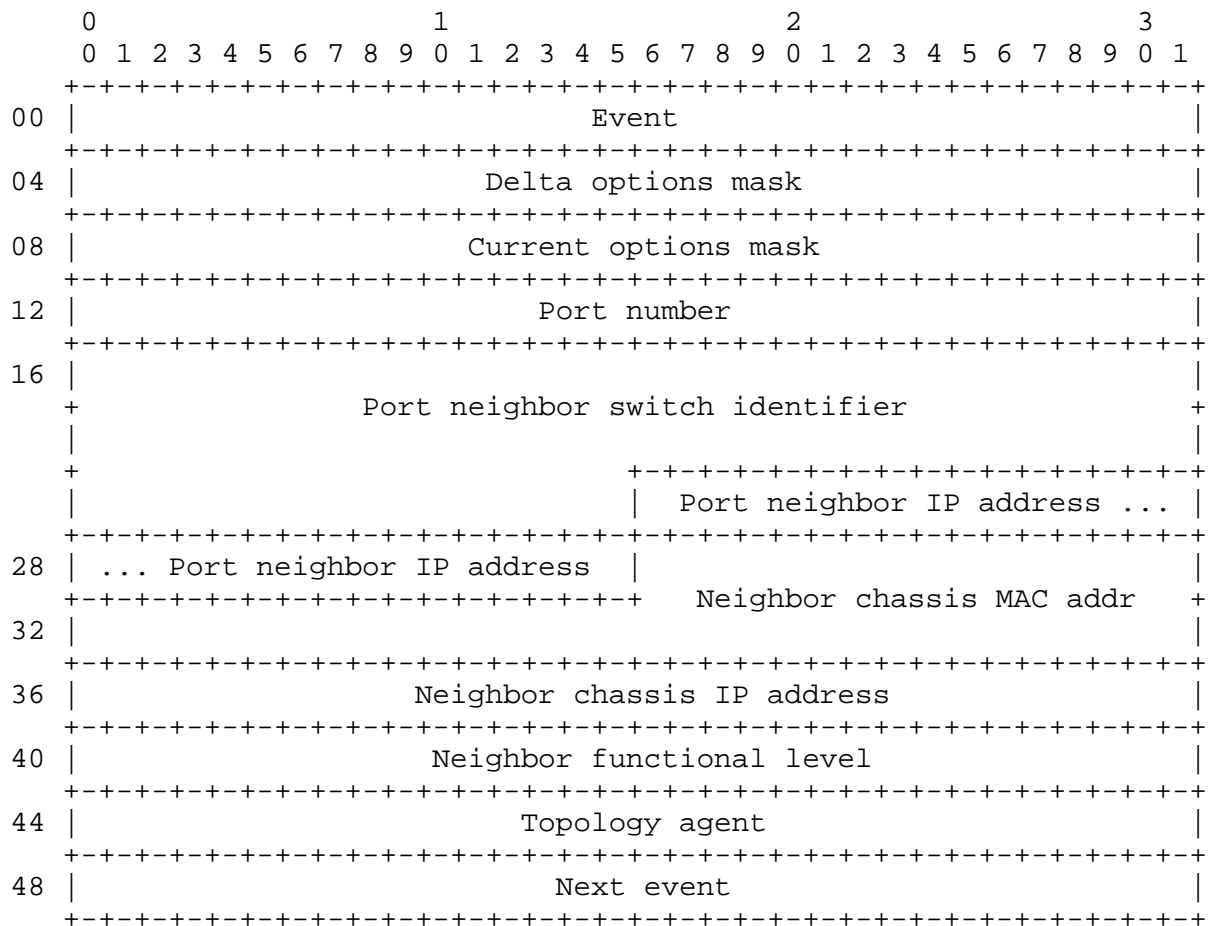 0                   1                   2                   3
0 1 2 3 4 5 6 7 8 9 0 1 2 3 4 5 6 7 8 9 0 1 2 3 4 5 6 7 8 9 0 1
+-+-+-+-+-+-+-+-+-+-+-+-+-+-+-+-+-+-+-+-+-+-+-+-+-+-+-+-+-+-+-+-+
00 |                             Event                             |
+-+-+-+-+-+-+-+-+-+-+-+-+-+-+-+-+-+-+-+-+-+-+-+-+-+-+-+-+-+-+-+-+
04 |                       Delta options mask                      |
+-+-+-+-+-+-+-+-+-+-+-+-+-+-+-+-+-+-+-+-+-+-+-+-+-+-+-+-+-+-+-+-+
08 |                      Current options mask                     |
+-+-+-+-+-+-+-+-+-+-+-+-+-+-+-+-+-+-+-+-+-+-+-+-+-+-+-+-+-+-+-+-+
12 |                          Port number                          |
+-+-+-+-+-+-+-+-+-+-+-+-+-+-+-+-+-+-+-+-+-+-+-+-+-+-+-+-+-+-+-+-+
16 |                                                               |
+                Port neighbor switch identifier                +
|                                                               |
+                               +-+-+-+-+-+-+-+-+-+-+-+-+-+-+-+-+
|                               |  Port neighbor IP address ... |
+-+-+-+-+-+-+-+-+-+-+-+-+-+-+-+-+-+-+-+-+-+-+-+-+-+-+-+-+-+-+-+-+
28 | ... Port neighbor IP address  |                               |
+-+-+-+-+-+-+-+-+-+-+-+-+-+-+-+-+   Neighbor chassis MAC addr   +
32 |                                                               |
+-+-+-+-+-+-+-+-+-+-+-+-+-+-+-+-+-+-+-+-+-+-+-+-+-+-+-+-+-+-+-+-+
36 |                   Neighbor chassis IP address                 |
+-+-+-+-+-+-+-+-+-+-+-+-+-+-+-+-+-+-+-+-+-+-+-+-+-+-+-+-+-+-+-+-+
40 |                    Neighbor functional level                  |
+-+-+-+-+-+-+-+-+-+-+-+-+-+-+-+-+-+-+-+-+-+-+-+-+-+-+-+-+-+-+-+-+
44 |                         Topology agent                        |
+-+-+-+-+-+-+-+-+-+-+-+-+-+-+-+-+-+-+-+-+-+-+-+-+-+-+-+-+-+-+-+-+
48 |                           Next event                          |
+-+-+-+-+-+-+-+-+-+-+-+-+-+-+-+-+-+-+-+-+-+-+-+-+-+-+-+-+-+-+-+-+